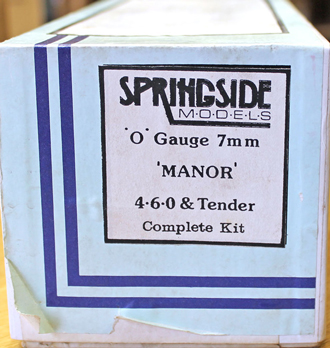 SPRINGSIDE
MODELS
'O' Gauge 7mm
'MANOR'
4·6·0 & Tender
Complete Kit